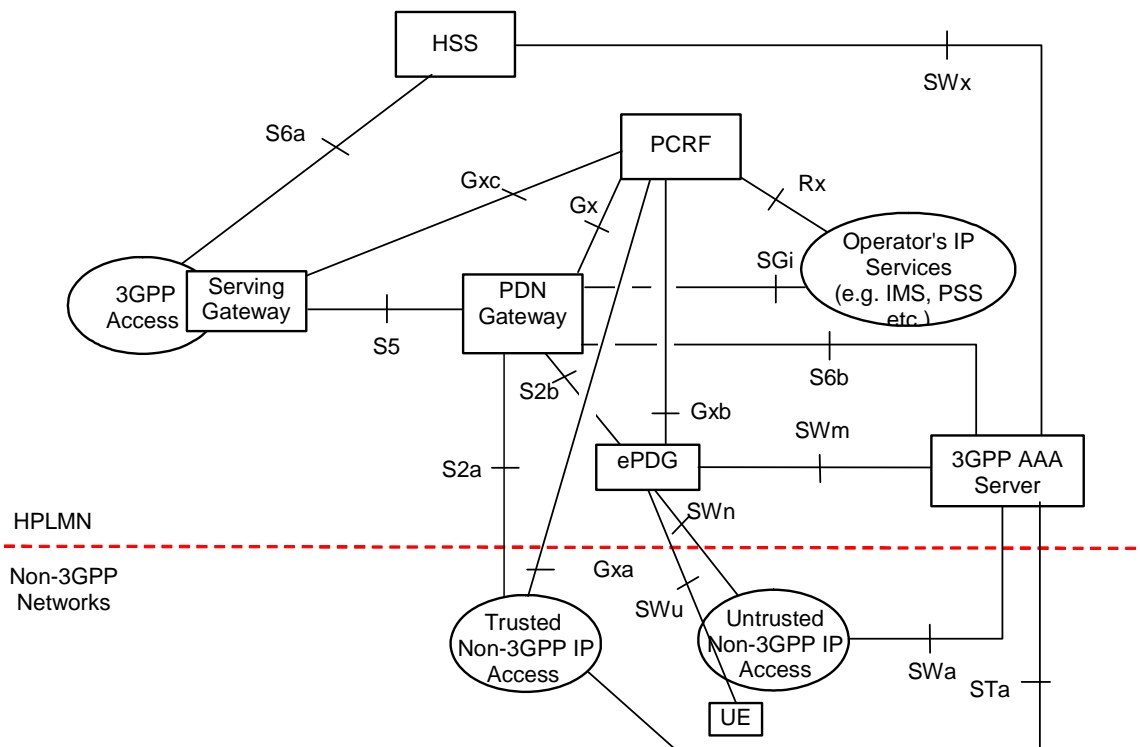 HSS
SWx
S6a
PCRF
Gxc
Rx
Gx
Operator's IP
Services
(e.g. IMS, PSS
etc.)
SGi
3GPP
Access
Serving
Gateway
PDN
Gateway
S5
S6b
S2b
Gxb
SWm
ePDG
3GPP AAA
Server
S2a
SWn
HPLMN
Non-3GPP
Networks
Gxa
SWu
Trusted
Non-3GPP IP
Access
Untrusted
Non-3GPP IP
Access
SWa
STa
UE